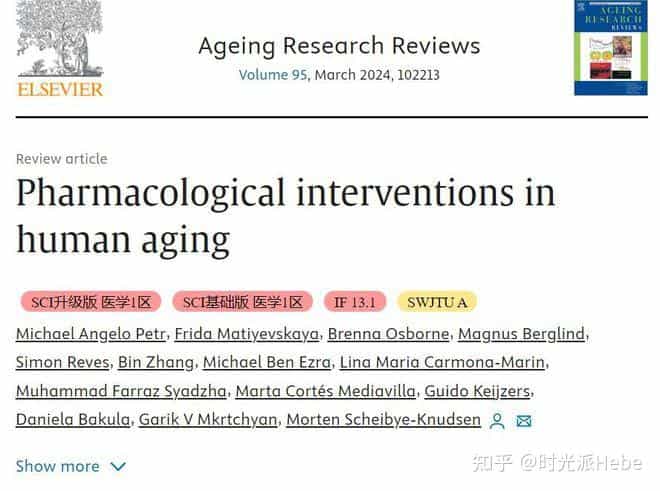 ELSEVIER
Ageing Research Reviews
Volume 95, March 2024, 102213
AGEING
RESEARCH
REVIEWS
Review article
Pharmacological interventions in
human aging
SCI升级版 医学1区 SCI基础版 医学1区 IF 13.1 SWJTU A
Michael Angelo Petr, Frida Matiyevskaya, Brenna Osborne, Magnus Berglind,
Simon Reves, Bin Zhang, Michael Ben Ezra, Lina Maria Carmona-Marin,
Muhammad Farraz Syadzha, Marta Cortés Mediavilla, Guido Keijzers,
Daniela Bakula, Garik V Mkrtchyan, Morten Scheibye-Knudsen
Show more
知乎 @时光派Hebe